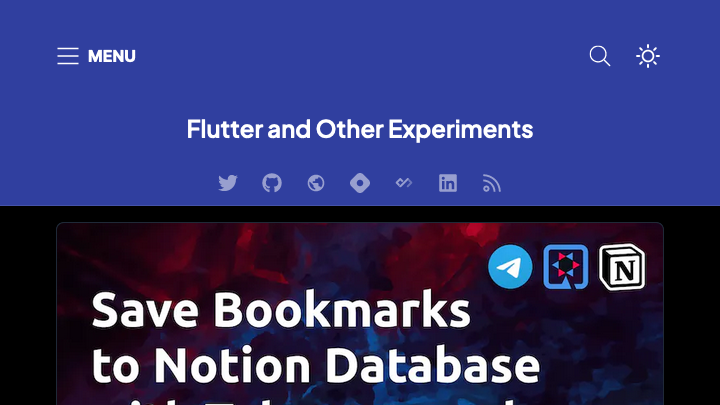 MENU
Flutter and Other Experiments
Save Bookmarks
to Notion Database